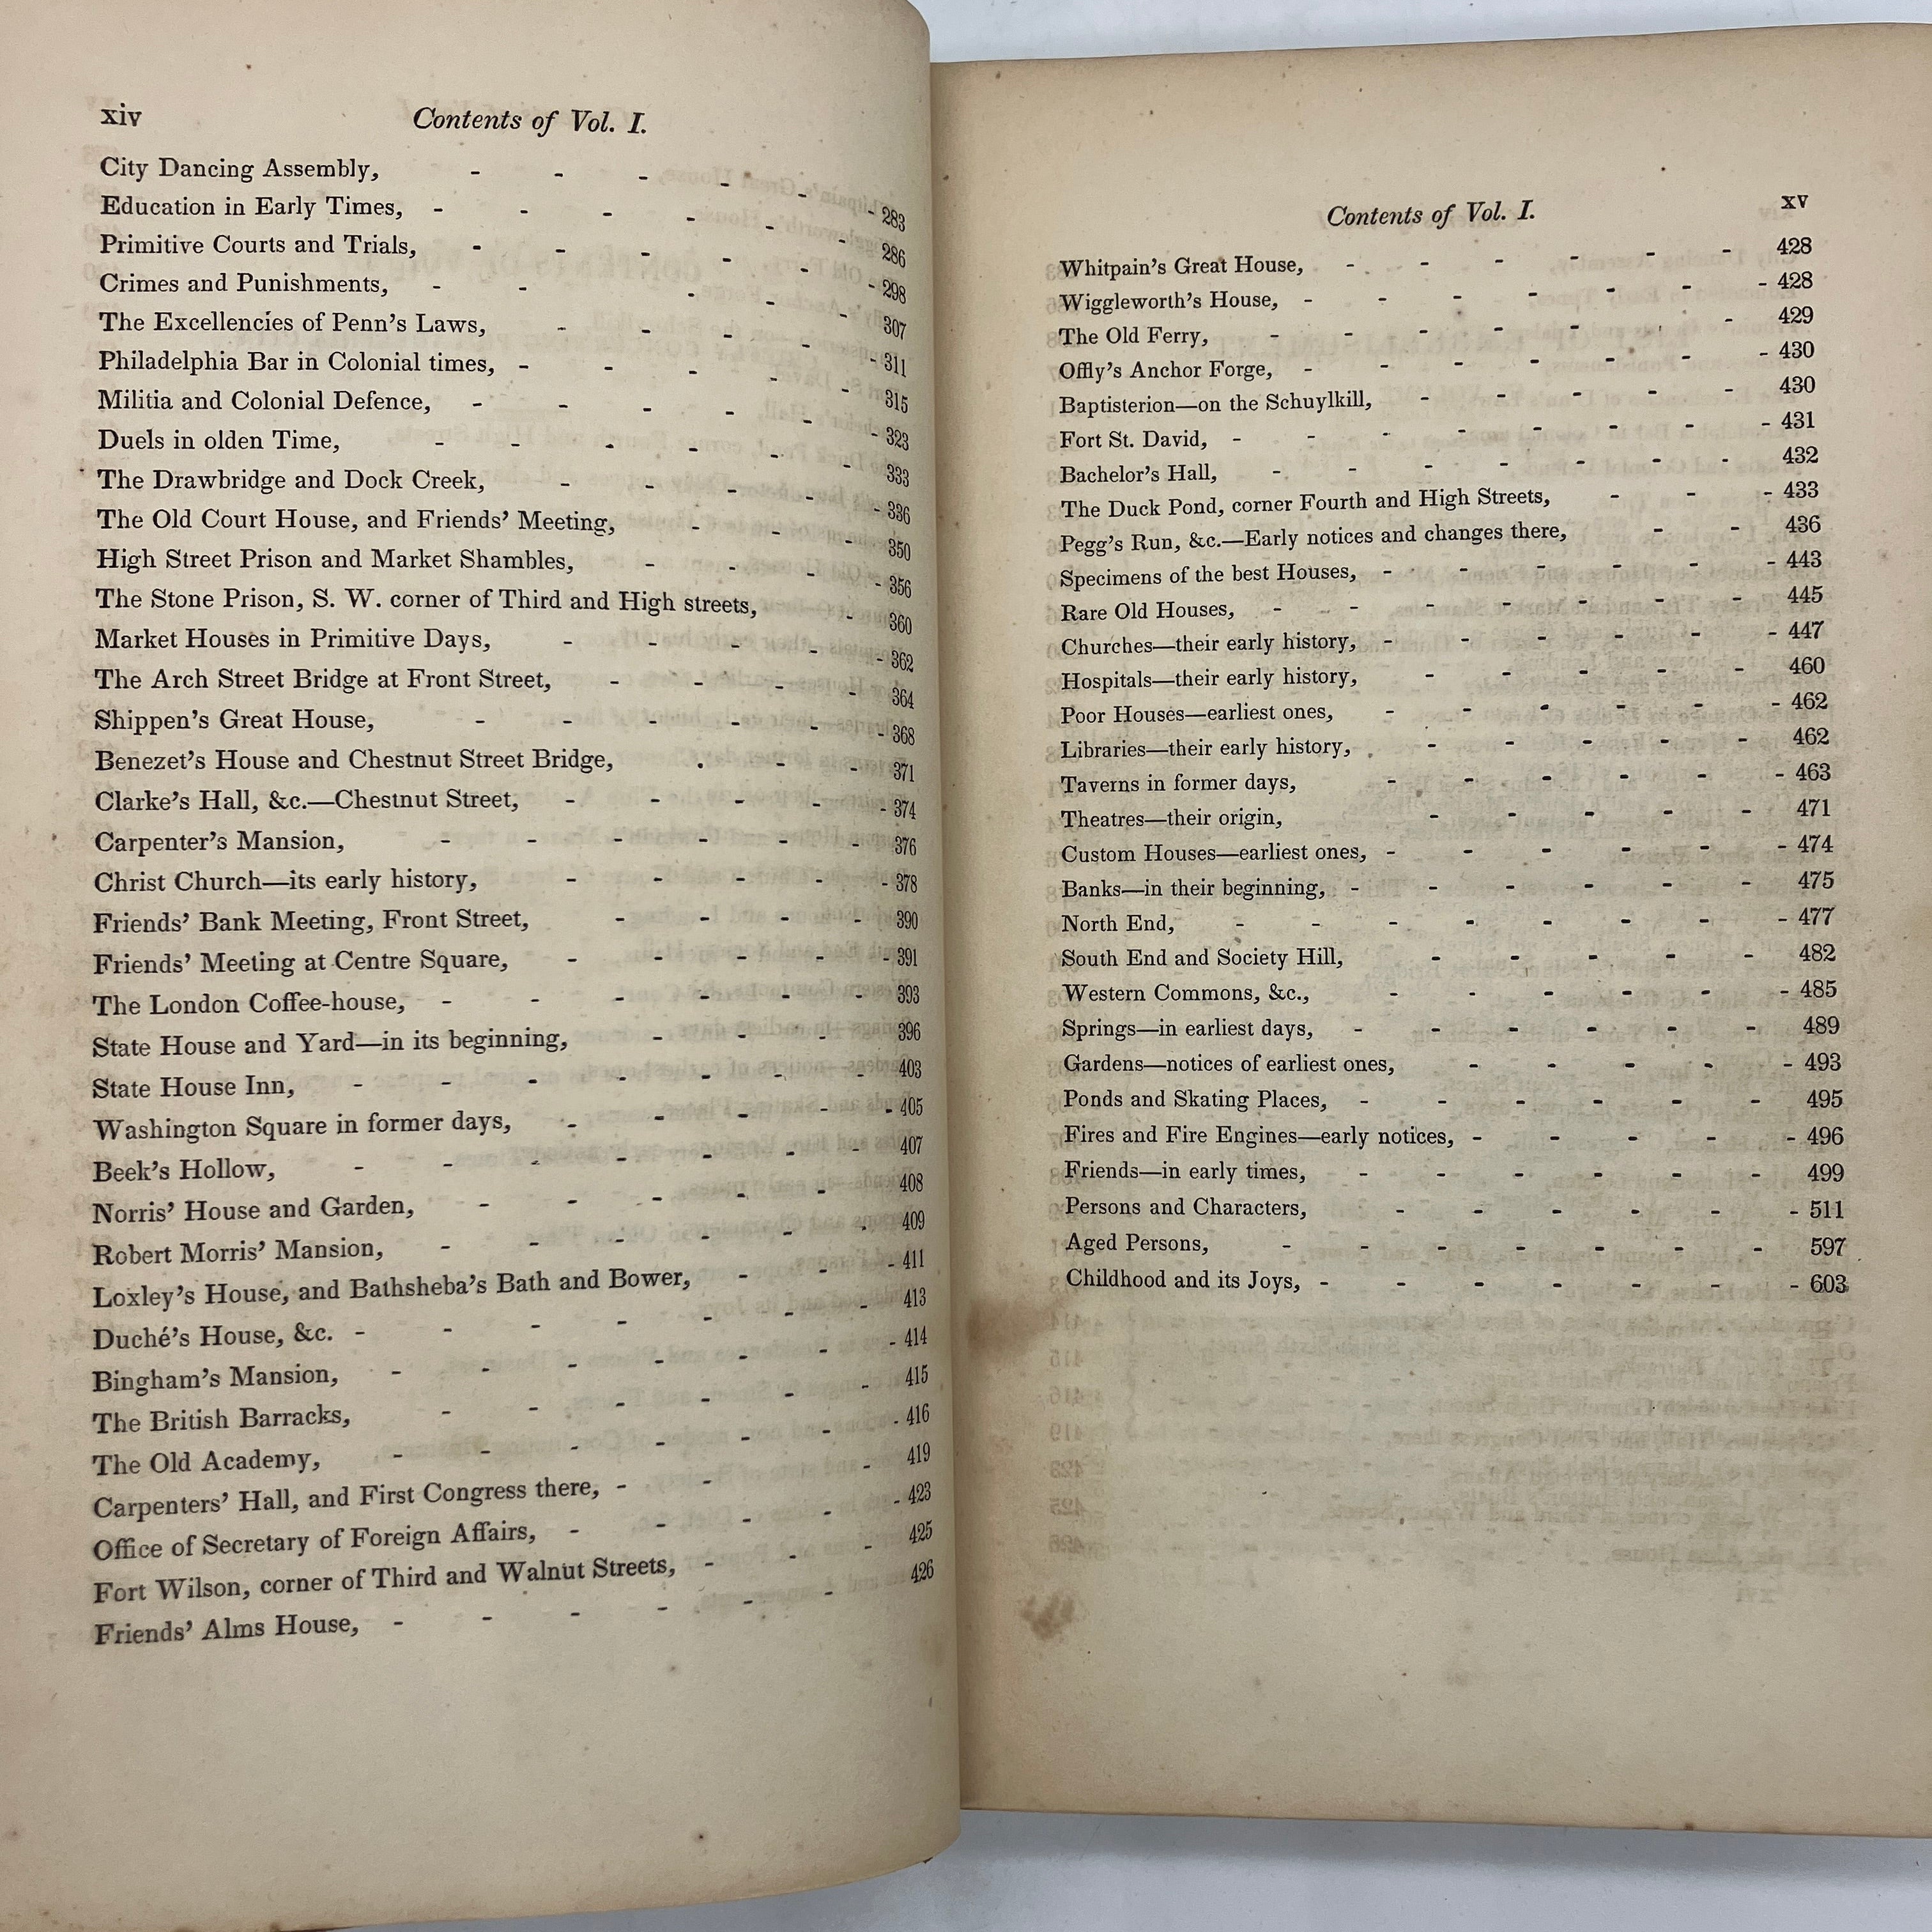 xiv Contents of Vol. I.
City Dancing Assembly, 283
Education in Early Times, 286
Primitive Courts and Trials, 298
Crimes and Punishments, 307
The Excellencies of Penn's Laws, 311
Philadelphia Bar in Colonial times, 315
Militia and Colonial Defence, 323
Duels in olden Time, 333
The Drawbridge and Dock Creek, 336
The Old Court House, and Friends' Meeting, 350
High Street Prison and Market Shambles, 356
The Stone Prison, S. W. corner of Third and High streets, 360
Market Houses in Primitive Days, 362
The Arch Street Bridge at Front Street, 364
Shippen's Great House, 368
Benezet's House and Chestnut Street Bridge, 371
Clarke's Hall, &c.—Chestnut Street, 374
Carpenter's Mansion, 376
Christ Church—its early history, 378
Friends' Bank Meeting, Front Street, 390
Friends' Meeting at Centre Square, 391
The London Coffee-house, 393
State House and Yard—in its beginning, 396
State House Inn, 403
Washington Square in former days, 405
Beek's Hollow, 407
Norris' House and Garden, 408
Robert Morris' Mansion, 409
Loxley's House, and Bathsheba's Bath and Bower, 411
Duché's House, &c. 413
Bingham's Mansion, 414
The British Barracks, 415
The Old Academy, 416
Carpenters' Hall, and First Congress there, 419
Office of Secretary of Foreign Affairs, 423
Fort Wilson, corner of Third and Walnut Streets, 425
Friends' Alms House, 426
Contents of Vol. I. xv
Whitpain's Great House, 428
Wiggleworth's House, 428
The Old Ferry, 429
Offly's Anchor Forge, 430
Baptisterion—on the Schuylkill, 430
Fort St. David, 431
Bachelor's Hall, 432
The Duck Pond, corner Fourth and High Streets, 433
Pegg's Run, &c.—Early notices and changes there, 436
Specimens of the best Houses, 443
Rare Old Houses, 445
Churches—their early history, 447
Hospitals—their early history, 460
Poor Houses—earliest ones, 462
Libraries—their early history, 462
Taverns in former days, 463
Theatres—their origin, 471
Custom Houses—earliest ones, 474
Banks—in their beginning, 475
North End, 477
South End and Society Hill, 482
Western Commons, &c., 485
Springs—in earliest days, 489
Gardens—notices of earliest ones, 493
Ponds and Skating Places, 495
Fires and Fire Engines—early notices, 496
Friends—in early times, 499
Persons and Characters, 511
Aged Persons, 597
Childhood and its Joys, 603